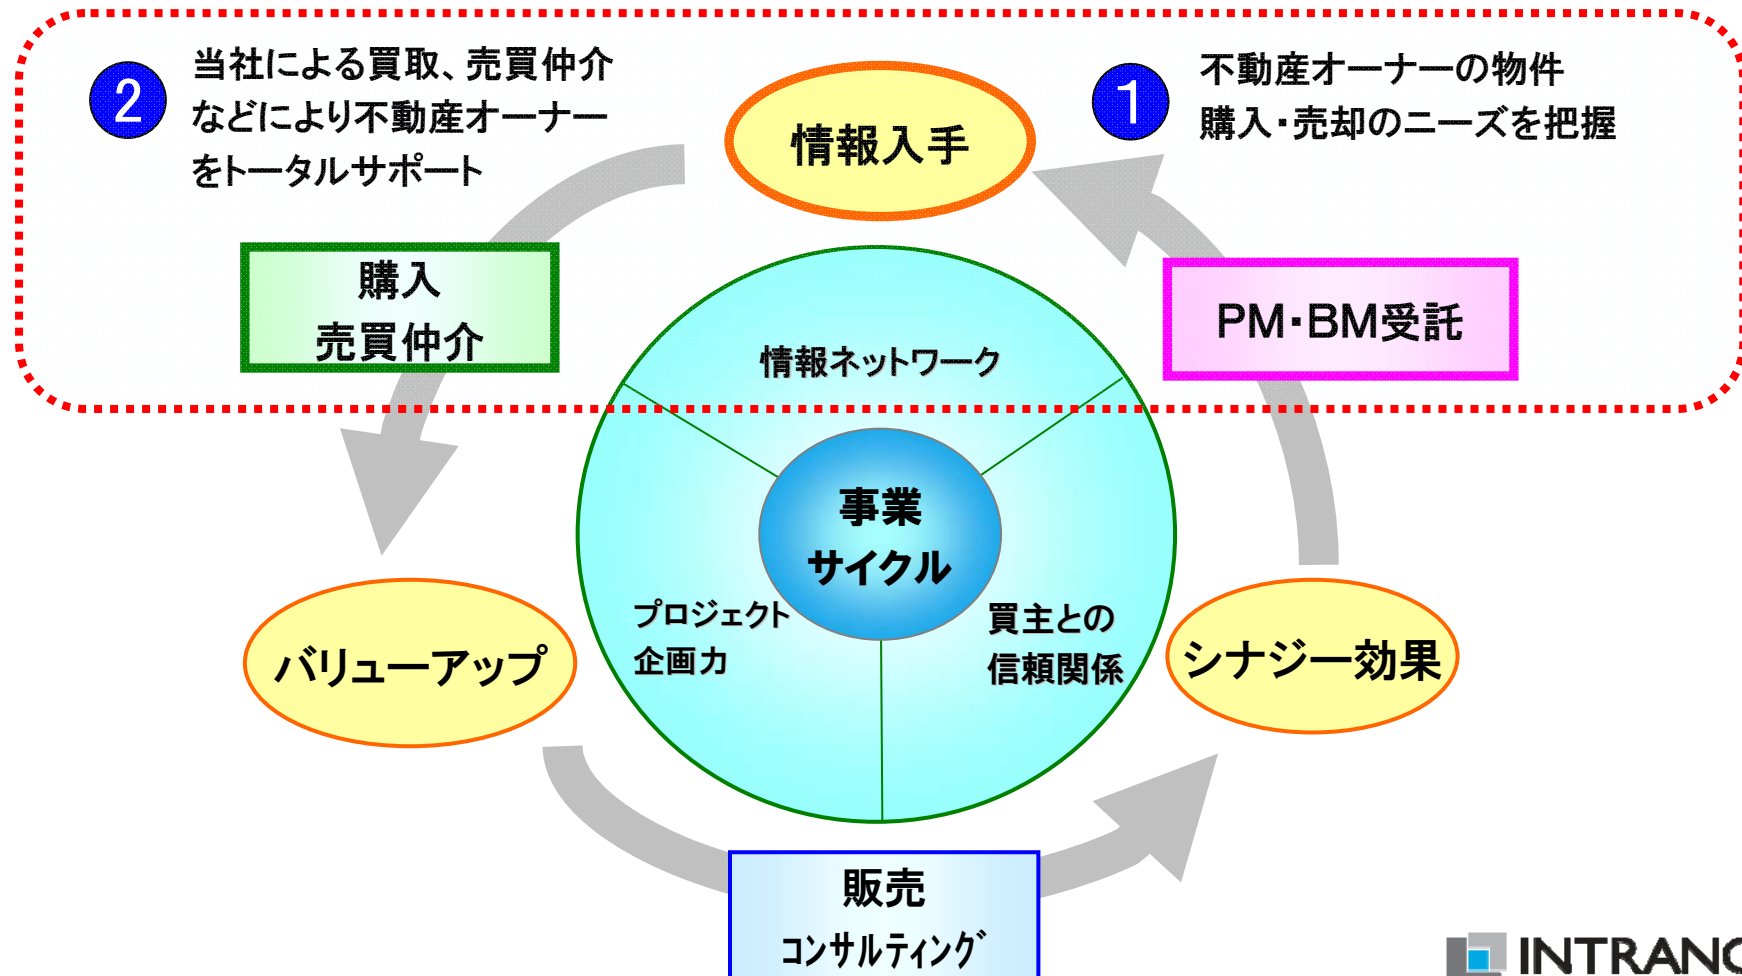 2
当社による買取、売買仲介
などにより不動産オーナー
をトータルサポート
情報入手
1
不動産オーナーの物件
購入・売却のニーズを把握
購入
売買仲介
PM・BM受託
情報ネットワーク
事業
サイクル
プロジェクト
企画力
買主との
信頼関係
バリューアップ
シナジー効果
販売
コンサルティング